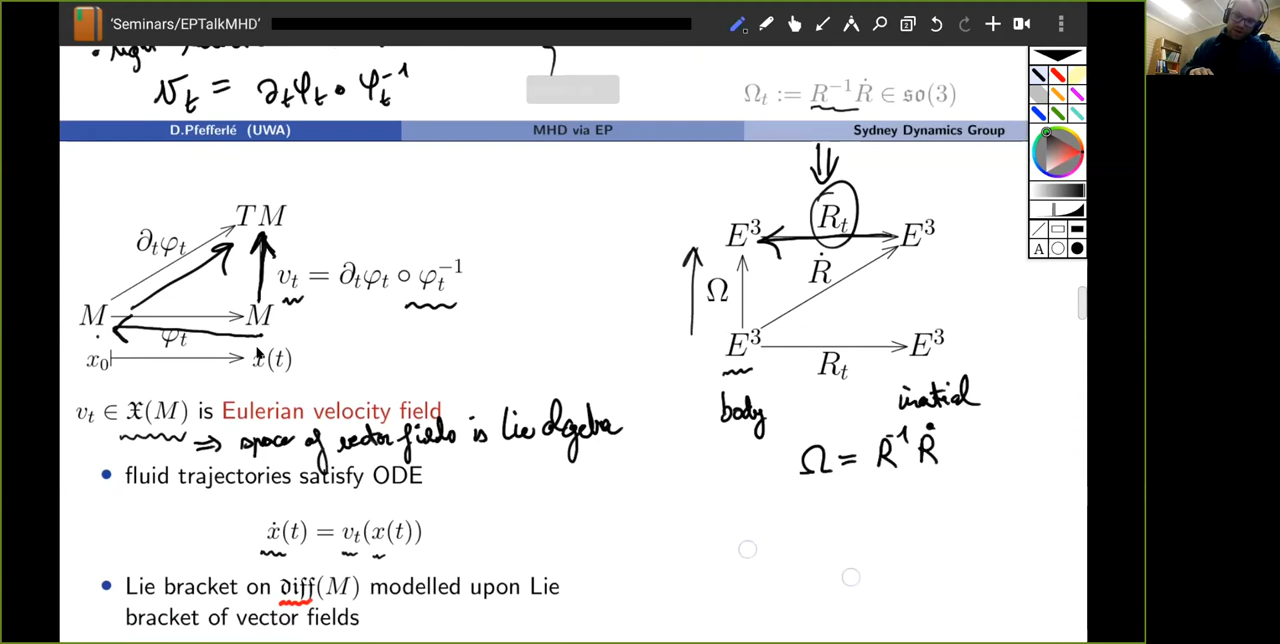 'Seminars/EPTalkMHD'
• right
v_t = ∂_tφ_t ∘ φ_t^{-1}
Ω_t := R^{-1}Ṙ ∈ 𝔰𝔬(3)
D.Pfefferlé (UWA)
MHD via EP
Sydney Dynamics Group
TM
∂_tφ_t
v_t = ∂_tφ_t ∘ φ_t^{-1}
M
M
φ_t
x_0
x(t)
⇓
R_t
E^3
E^3
Ω
Ṙ
E^3
E^3
R_t
body
inertial
Ω = R^{-1} Ṙ
v_t ∈ 𝔛(M) is Eulerian velocity field
⇒ space of vector fields is Lie algebra
• fluid trajectories satisfy ODE
ẋ(t) = v_t(x(t))
• Lie bracket on 𝔡iff(M) modelled upon Lie
bracket of vector fields
A